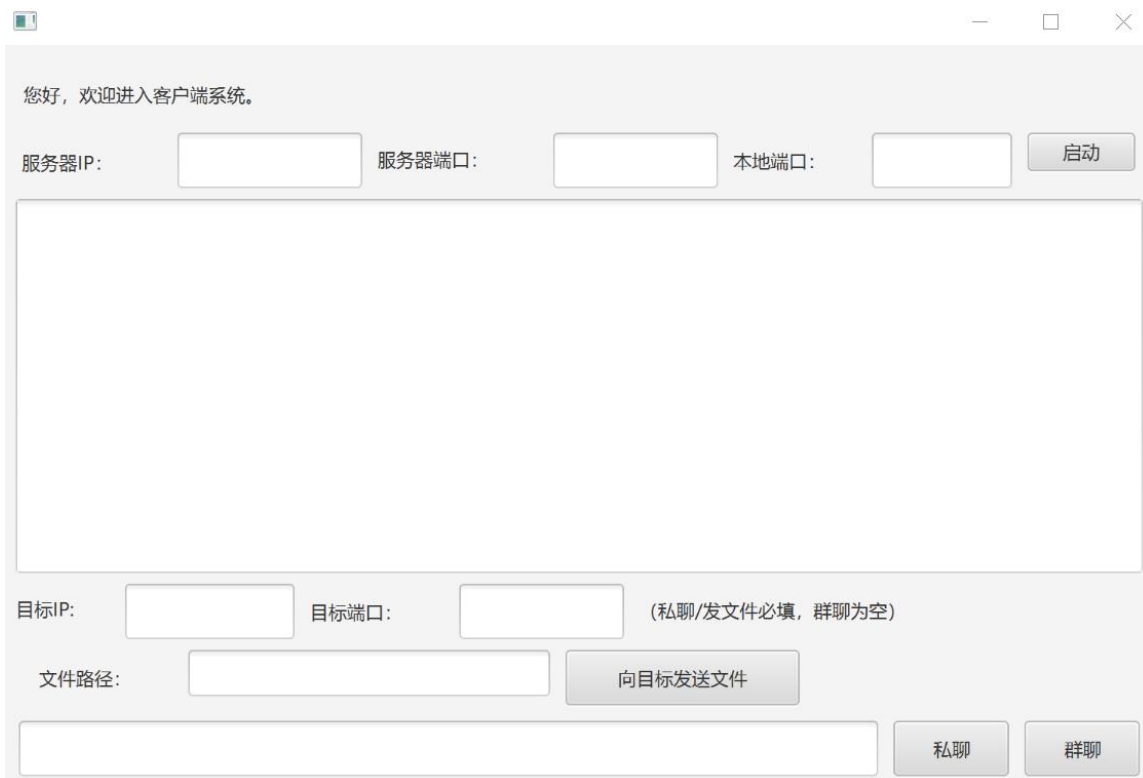 您好，欢迎进入客户端系统。
服务器IP： 服务器端口： 本地端口： 启动
目标IP: 目标端口： （私聊/发文件必填，群聊为空）
文件路径： 向目标发送文件
私聊 群聊